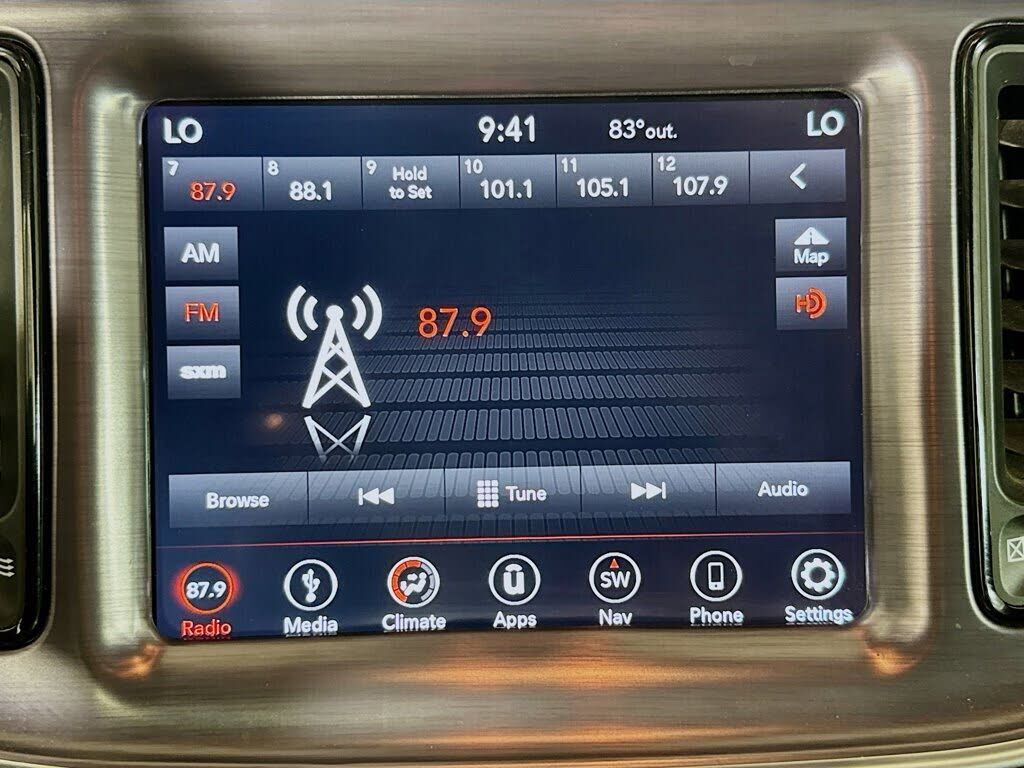 LO 9:41 83°out. LO
7 87.9 8 88.1 9 Hold to Set 10 101.1 11 105.1 12 107.9 <
AM
Map
FM
87.9
HD
sxm
Browse Tune Audio
87.9 SW
Radio Media Climate Apps Nav Phone Settings